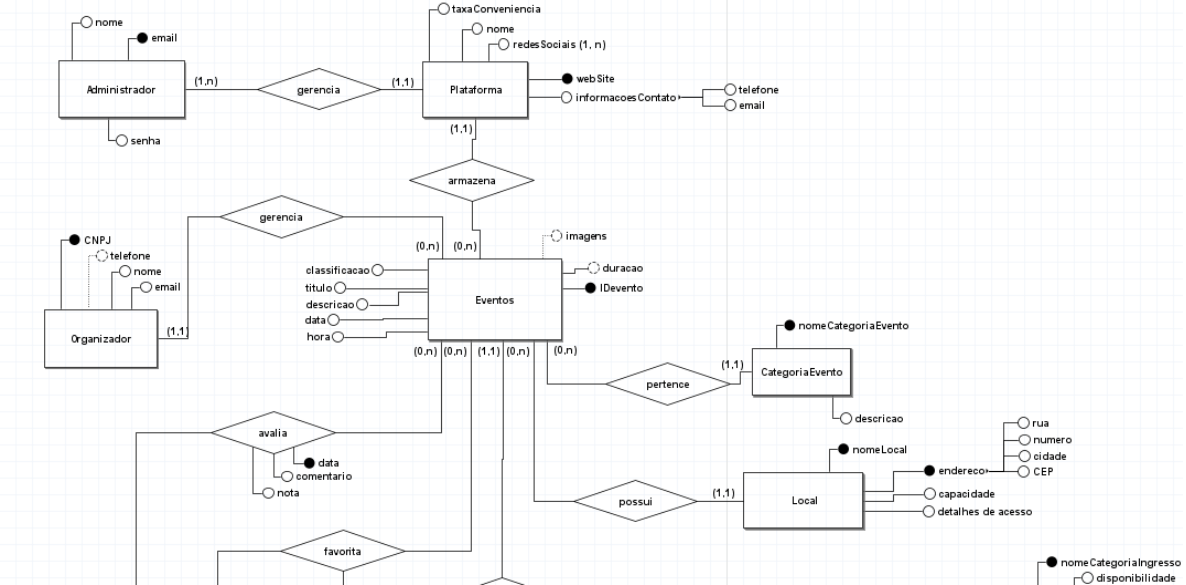 taxaConveniencia
nome
nome
email
redesSociais (1, n)
webSite
(1,n)
(1,1)
Administrador
gerencia
Plataforma
informacoesContato
telefone
email
(1,1)
senha
armazena
gerencia
CNPJ
telefone
nome
email
(0,n)
(0,n)
imagens
classificacao
duracao
titulo
IDevento
Eventos
descricao
data
hora
(1,1)
Organizador
(0,n)
(0,n)
(1,1)
(0,n)
(0,n)
nomeCategoriaEvento
(1,1)
CategoriaEvento
pertence
descricao
avalia
data
comentario
nota
nomeLocal
rua
numero
cidade
endereco
CEP
possui
(1,1)
Local
capacidade
detalhes de acesso
favorita
nomeCategoriaIngresso
disponibilidade